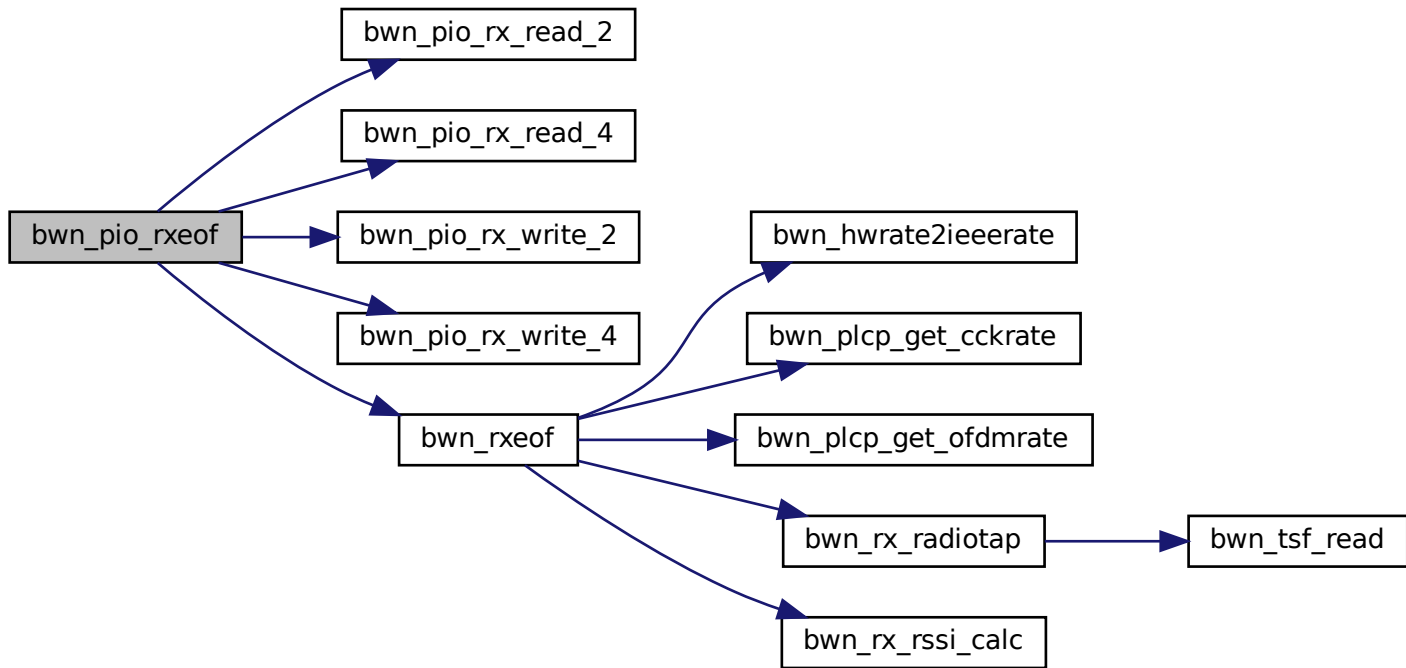 bwn_pio_rx_read_2
bwn_pio_rx_read_4
bwn_pio_rxeof
bwn_pio_rx_write_2
bwn_hwrate2ieeerate
bwn_pio_rx_write_4
bwn_plcp_get_cckrate
bwn_rxeof
bwn_plcp_get_ofdmrate
bwn_rx_radiotap
bwn_tsf_read
bwn_rx_rssi_calc